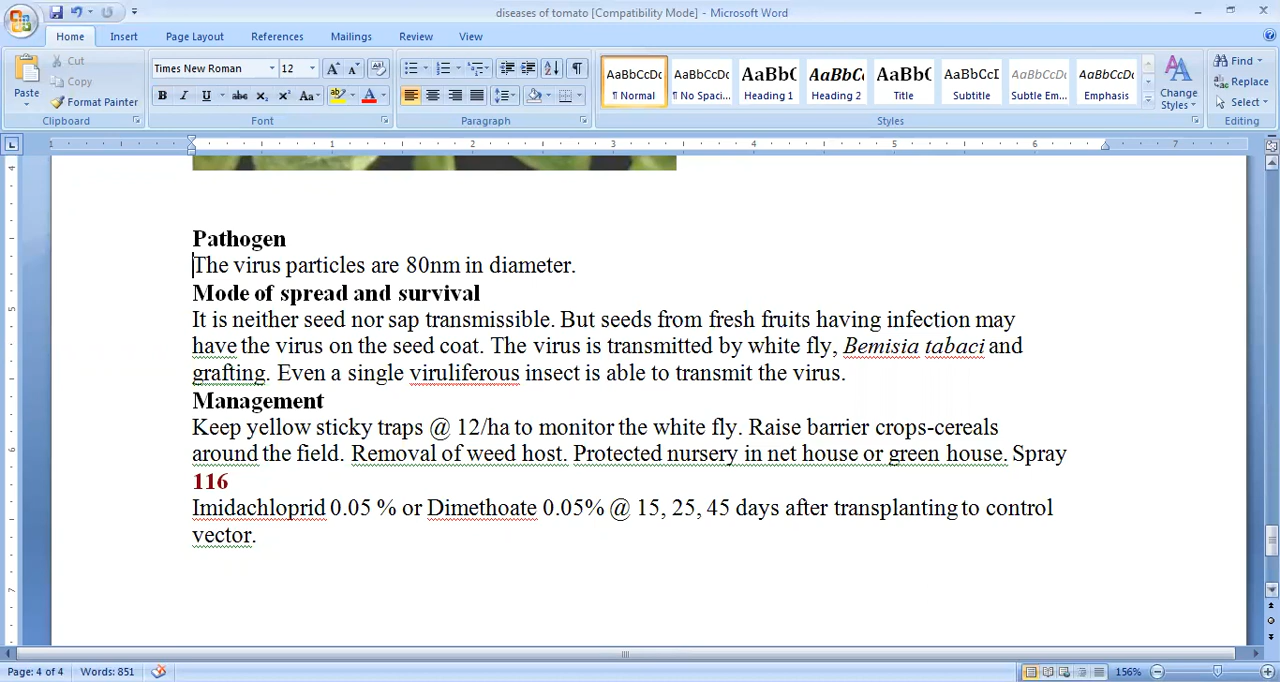 diseases of tomato [Compatibility Mode] - Microsoft Word
Home Insert Page Layout References Mailings Review View
Paste
Cut
Copy
Format Painter
Clipboard
Times New Roman 12
Font
Paragraph
AaBbCcDc AaBbCcDc AaBbC AaBbCc AaBbC AaBbCcI AaBbCcDc AaBbCcDc
¶ Normal ¶ No Spaci... Heading 1 Heading 2 Title Subtitle Subtle Em... Emphasis
Change Styles
Styles
Find
Replace
Select
Editing
Pathogen
The virus particles are 80nm in diameter.
Mode of spread and survival
It is neither seed nor sap transmissible. But seeds from fresh fruits having infection may
have the virus on the seed coat. The virus is transmitted by white fly, Bemisia tabaci and
grafting. Even a single viruliferous insect is able to transmit the virus.
Management
Keep yellow sticky traps @ 12/ha to monitor the white fly. Raise barrier crops-cereals
around the field. Removal of weed host. Protected nursery in net house or green house. Spray
116
Imidachloprid 0.05 % or Dimethoate 0.05% @ 15, 25, 45 days after transplanting to control
vector.
Page: 4 of 4 Words: 851 156%